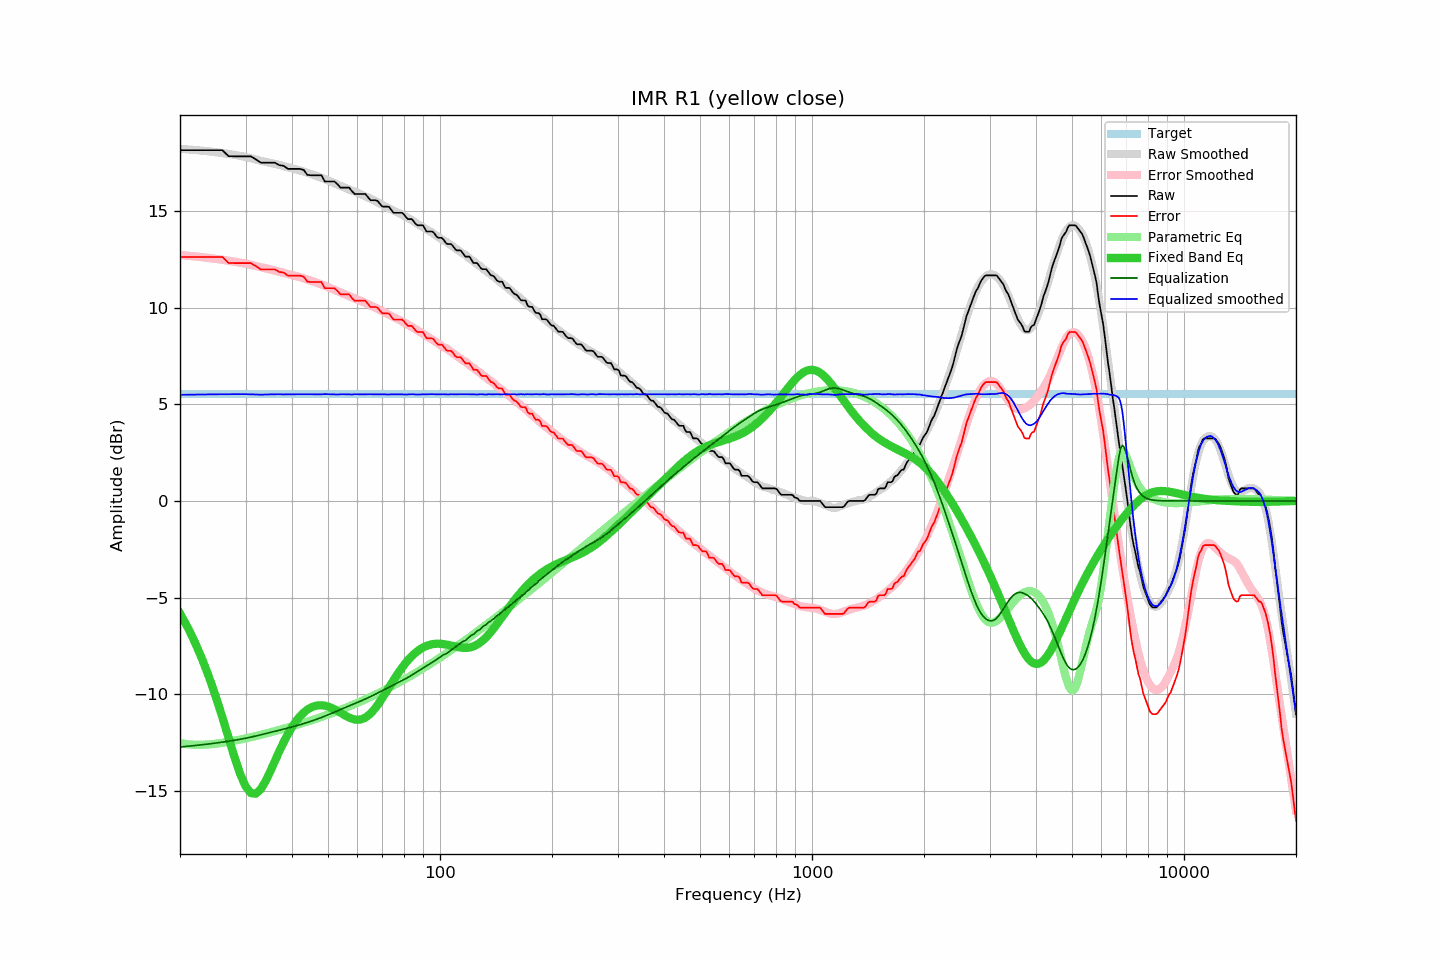 IMR R1 (yellow close)
Target
Raw Smoothed
Error Smoothed
Raw
Error
Parametric Eq
Fixed Band Eq
Equalization
Equalized smoothed
Amplitude (dBr)
15
10
5
0
−5
−10
−15
100
1000
10000
Frequency (Hz)